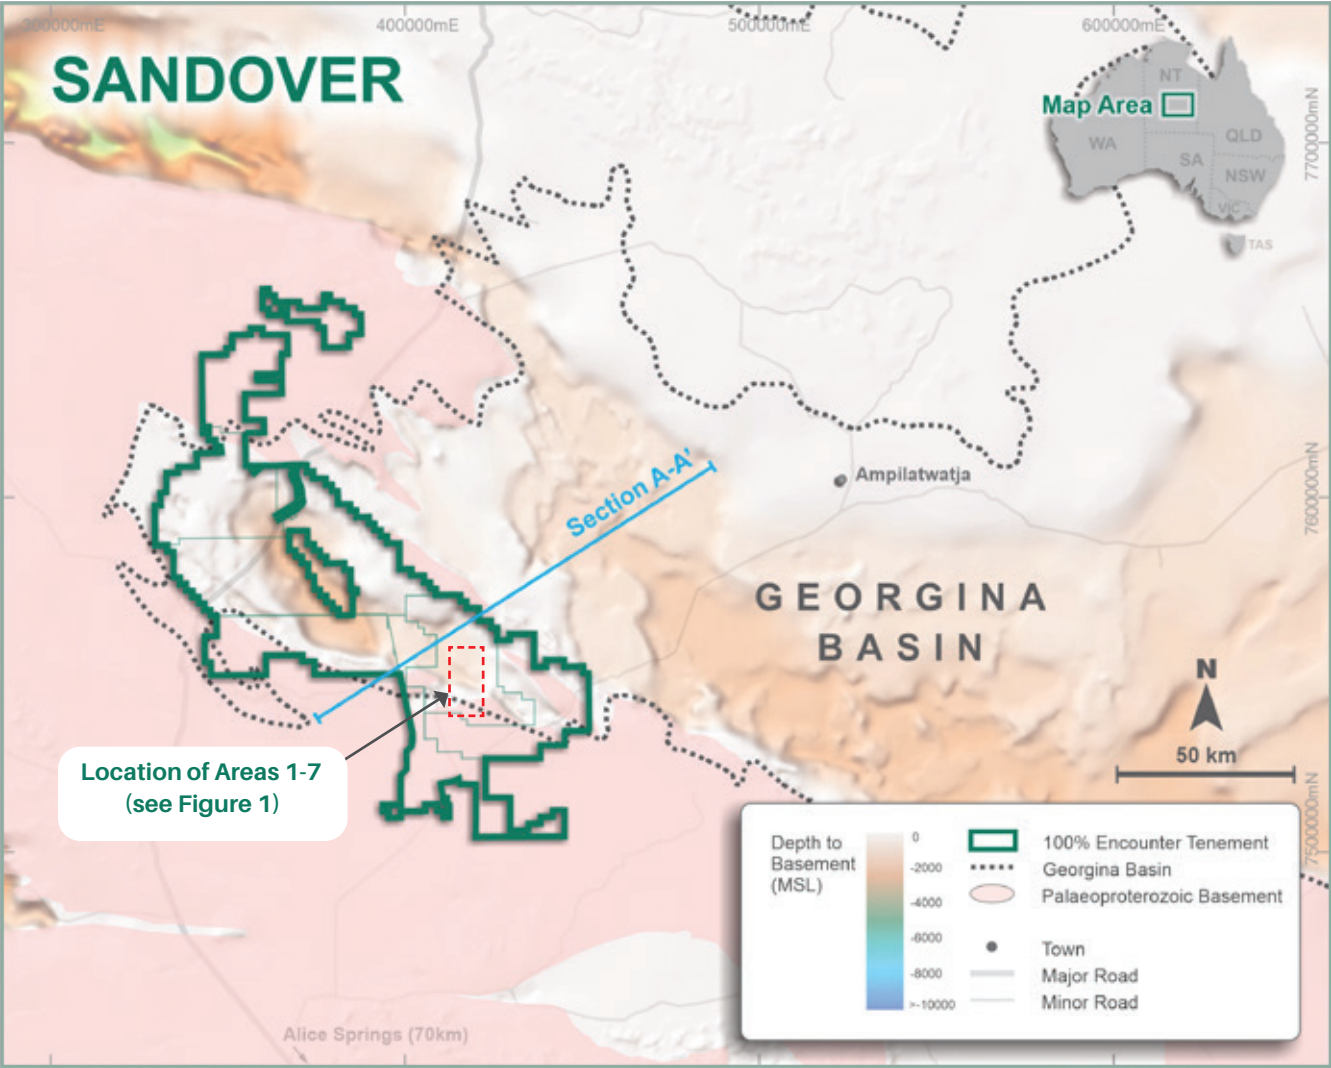 300000mE
400000mE
500000mE
600000mE
SANDOVER
NT
Map Area
WA
QLD
SA
NSW
VIC
TAS
7700000mN
Section A-A'
Ampilatwatja
7600000mN
GEORGINA
BASIN
N
50 km
Location of Areas 1-7
(see Figure 1)
7500000mN
Depth to
Basement
(MSL)
0
-2000
-4000
-6000
-8000
>-10000
100% Encounter Tenement
Georgina Basin
Palaeoproterozoic Basement
Town
Major Road
Minor Road
Alice Springs (70km)